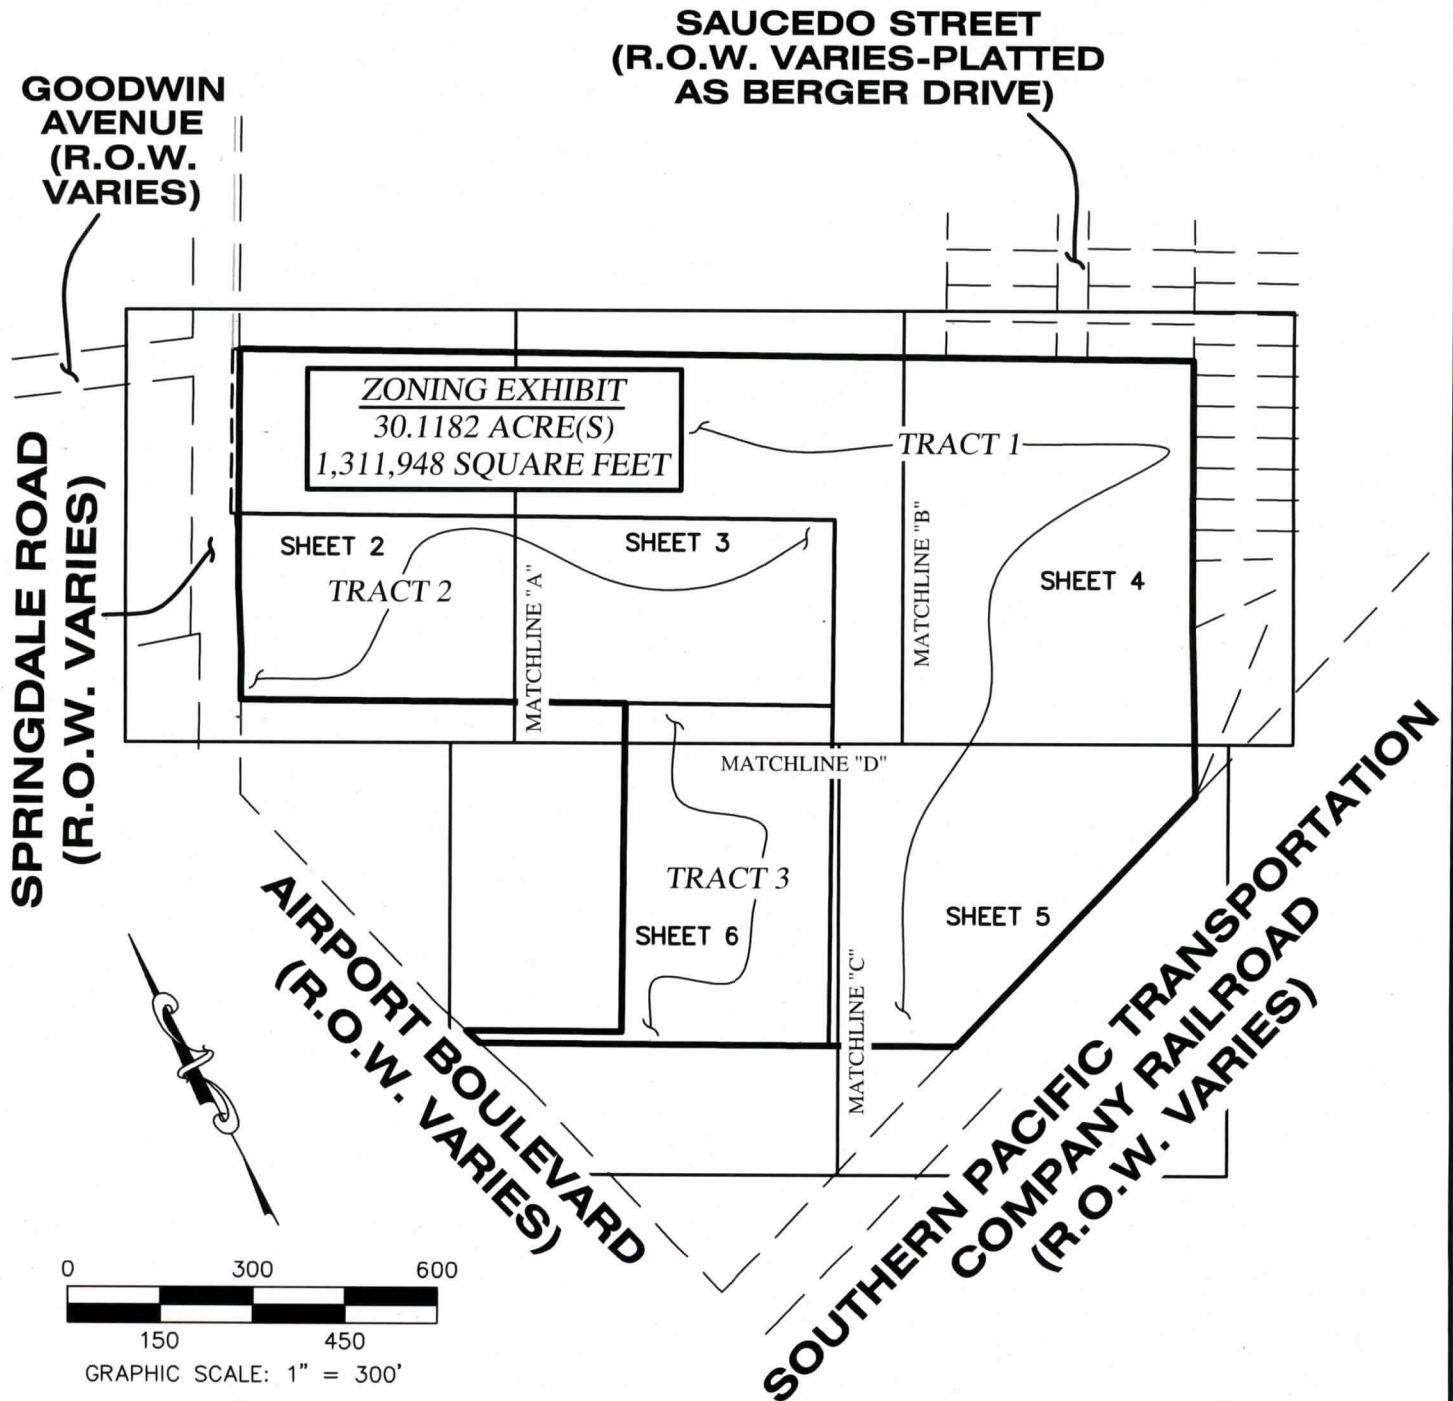 SAUCEDO STREET
(R.O.W. VARIES-PLATTED
AS BERGER DRIVE)
GOODWIN
AVENUE
(R.O.W.
VARIES)
ZONING EXHIBIT
30.1182 ACRE(S)
1,311,948 SQUARE FEET
TRACT 1
SPRINGDALE ROAD
(R.O.W. VARIES)
SHEET 2
SHEET 3
SHEET 4
TRACT 2
MATCHLINE "A"
MATCHLINE "B"
MATCHLINE "D"
TRACT 3
SHEET 5
SHEET 6
MATCHLINE "C"
AIRPORT BOULEVARD
(R.O.W. VARIES)
SOUTHERN PACIFIC TRANSPORTATION
COMPANY RAILROAD
(R.O.W. VARIES)
0 300 600
150 450
GRAPHIC SCALE: 1" = 300'